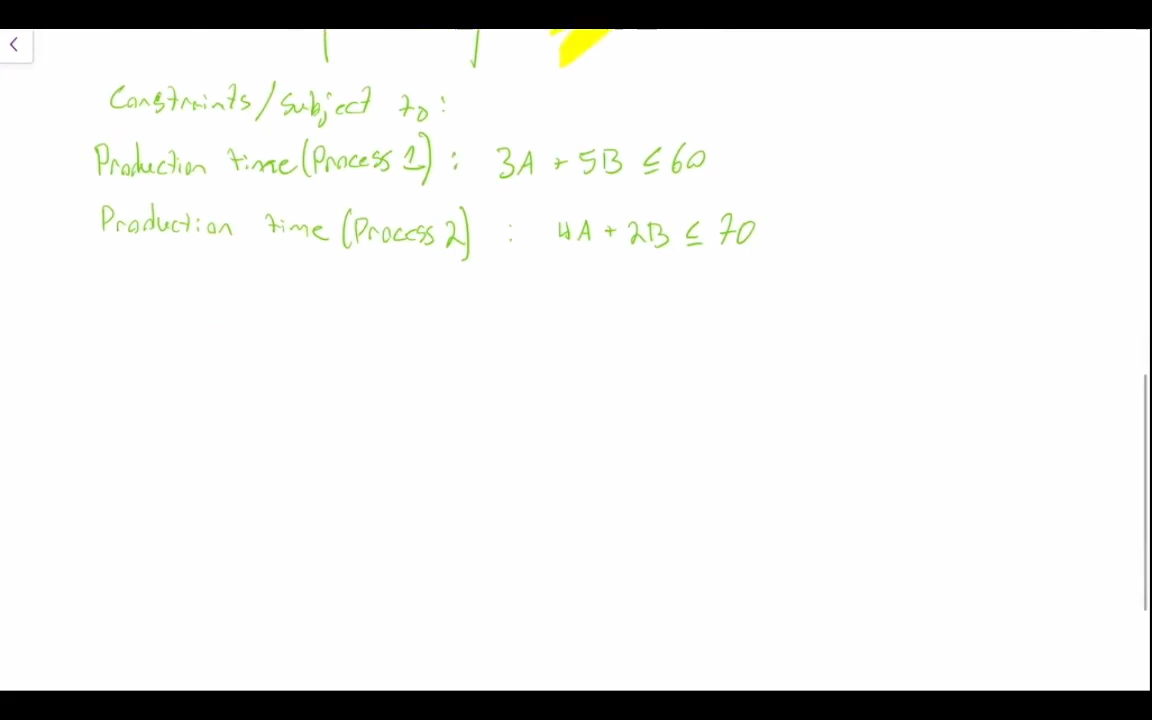 Constraints/Subject to:
Production time (Process 1) : 3A + 5B ≤ 60
Production time (Process 2) : 4A + 2B ≤ 70